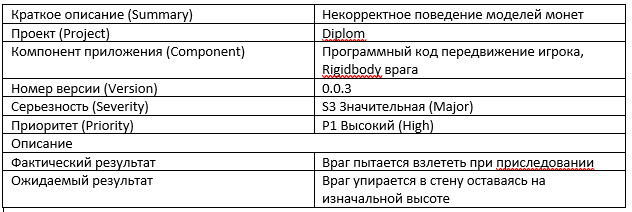 Краткое описание (Summary) Некорректное поведение моделей монет
Проект (Project) Diplom
Компонент приложения (Component) Программный код передвижение игрока,
Rigidbody врага
Номер версии (Version) 0.0.3
Серьезность (Severity) S3 Значительная (Major)
Приоритет (Priority) P1 Высокий (High)
Описание
Фактический результат Враг пытается взлететь при приследовании
Ожидаемый результат Враг упирается в стену оставаясь на
изначальной высоте